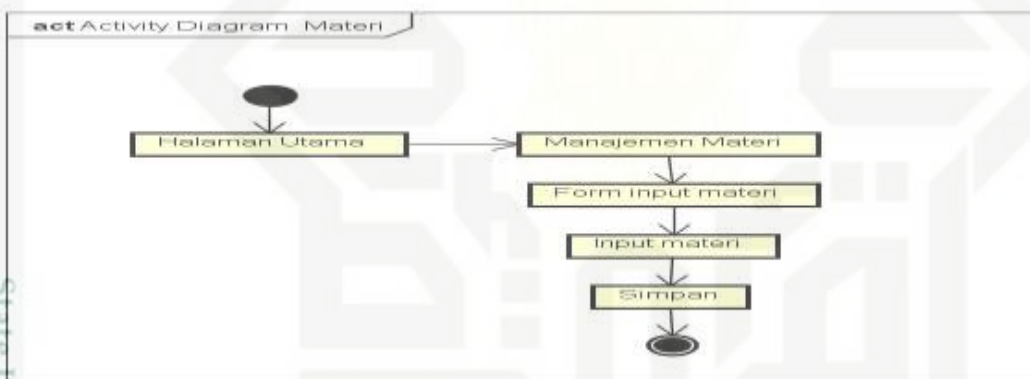 act Activity Diagram Materi
Halaman Utama
Manajemen Materi
Form input materi
Input materi
Simpan